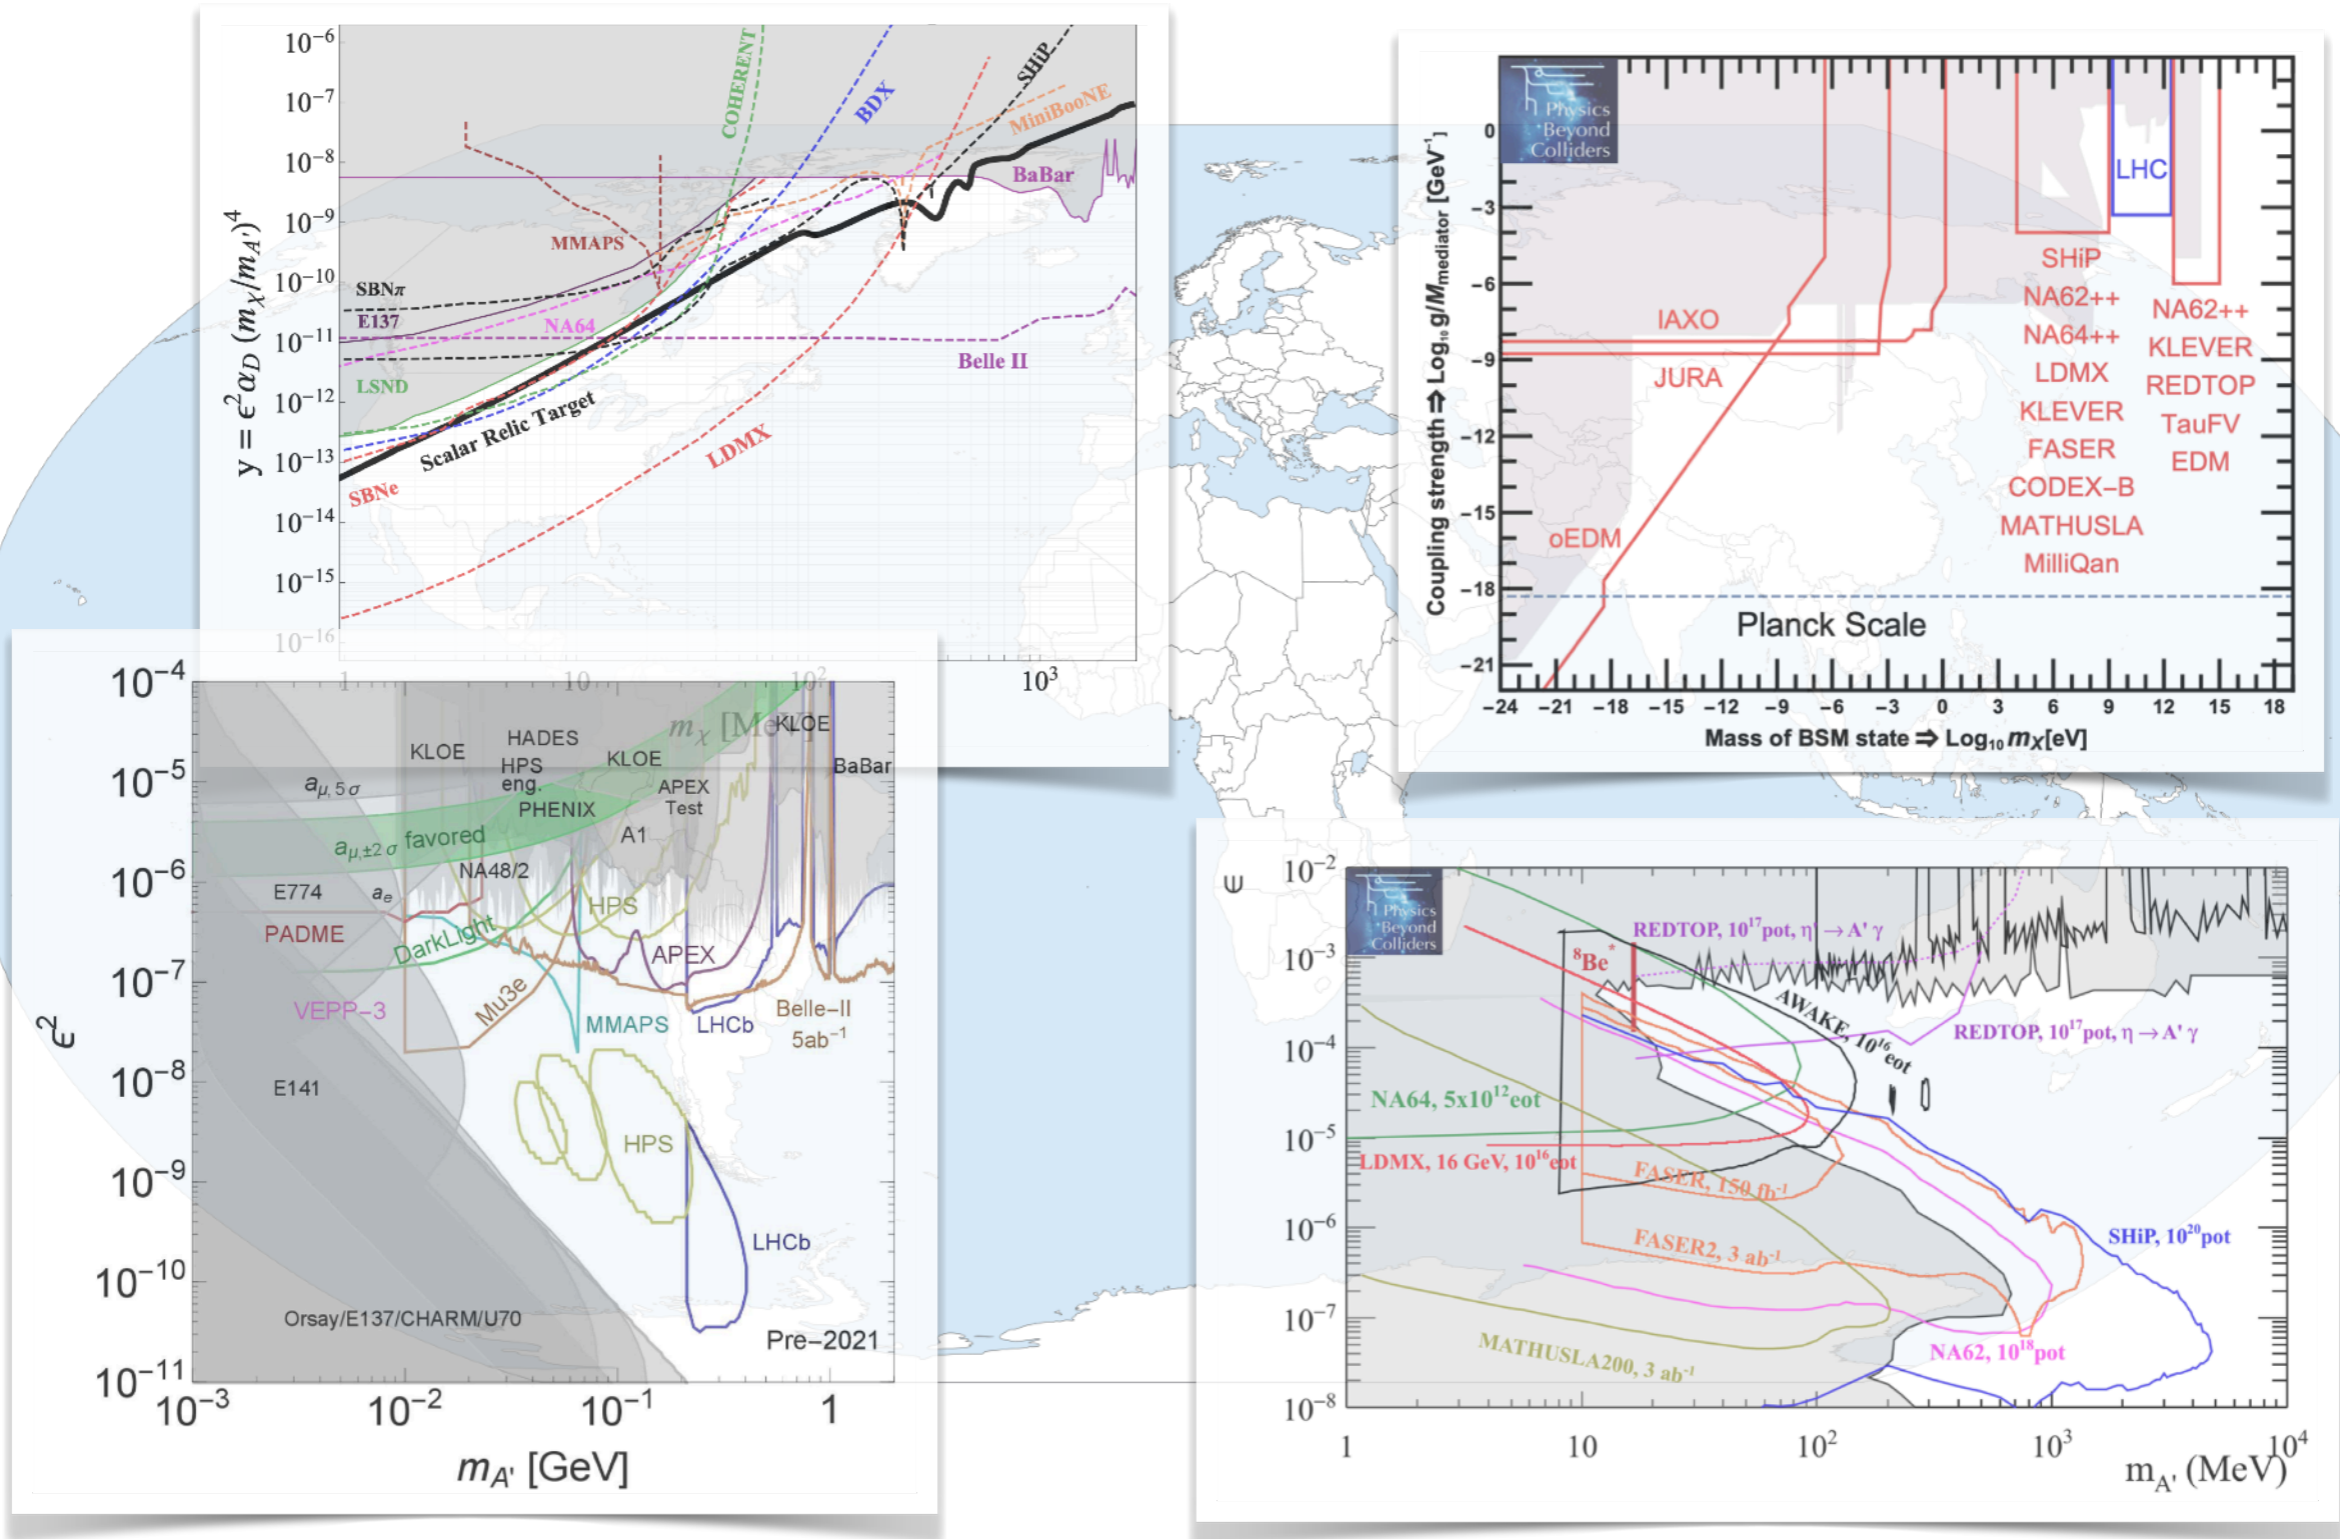 10⁻⁶
10⁻⁷
10⁻⁸
10⁻⁹
10⁻¹⁰
10⁻¹¹
10⁻¹²
10⁻¹³
10⁻¹⁴
10⁻¹⁵
10⁻¹⁶
y = ϵ²α_D (m_χ/m_A')⁴
COHERENT
BDX
SHiP
MiniBooNE
BaBar
MMAPS
SBNπ
E137
NA64
LSND
Belle II
Scalar Relic Target
LDMX
SBNe
1
10
10²
10³
m_χ [MeV]
Physics
Beyond
Colliders
Coupling strength ⇒ Log₁₀ g/M_mediator [GeV⁻¹]
0
−3
−6
−9
−12
−15
−18
−21
LHC
IAXO
JURA
oEDM
SHiP
NA62++
NA64++
LDMX
KLEVER
FASER
CODEX−B
MATHUSLA
MilliQan
NA62++
KLEVER
REDTOP
TauFV
EDM
Planck Scale
−24 −21 −18 −15 −12 −9 −6 −3 0 3 6 9 12 15 18
Mass of BSM state ⇒ Log₁₀ m_X[eV]
10⁻⁴
10⁻⁵
10⁻⁶
10⁻⁷
10⁻⁸
10⁻⁹
10⁻¹⁰
10⁻¹¹
ϵ²
KLOE
HADES
KLOE
KLOE
HPS
eng.
PHENIX
APEX
Test
BaBar
a_μ,5σ
a_μ,±2σ favored
A1
NA48/2
E774
a_e
HPS
PADME
DarkLight
APEX
VEPP−3
Mu3e
MMAPS
LHCb
Belle−II
5ab⁻¹
E141
HPS
LHCb
Orsay/E137/CHARM/U70
Pre−2021
10⁻³ 10⁻² 10⁻¹ 1
m_A' [GeV]
ϵ
10⁻²
10⁻³
10⁻⁴
10⁻⁵
10⁻⁶
10⁻⁷
10⁻⁸
Physics
Beyond
Colliders
REDTOP, 10¹⁷pot, η' → A' γ
⁸Be*
AWAKE, 10¹⁶eot
REDTOP, 10¹⁷pot, η → A' γ
NA64, 5x10¹²eot
LDMX, 16 GeV, 10¹⁶eot
FASER, 150 fb⁻¹
FASER2, 3 ab⁻¹
SHiP, 10²⁰pot
MATHUSLA200, 3 ab⁻¹
NA62, 10¹⁸pot
1 10 10² 10³ 10⁴
m_A' (MeV)